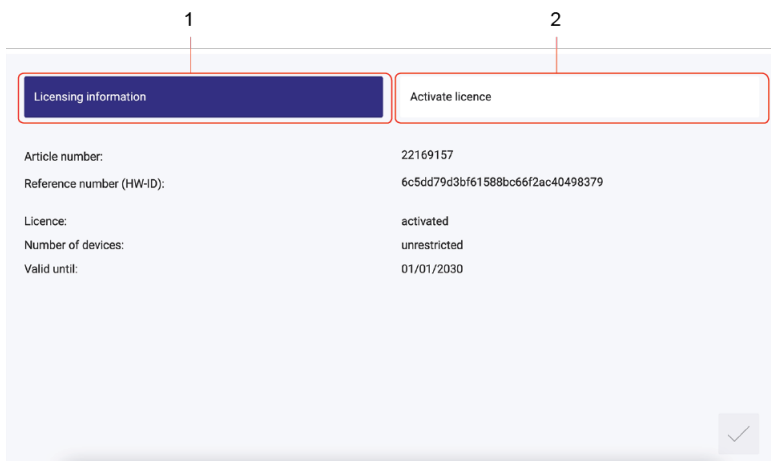 1 2
Licensing information Activate licence
Article number: 22169157
Reference number (HW-ID): 6c5dd79d3bf61588bc66f2ac40498379
Licence: activated
Number of devices: unrestricted
Valid until: 01/01/2030